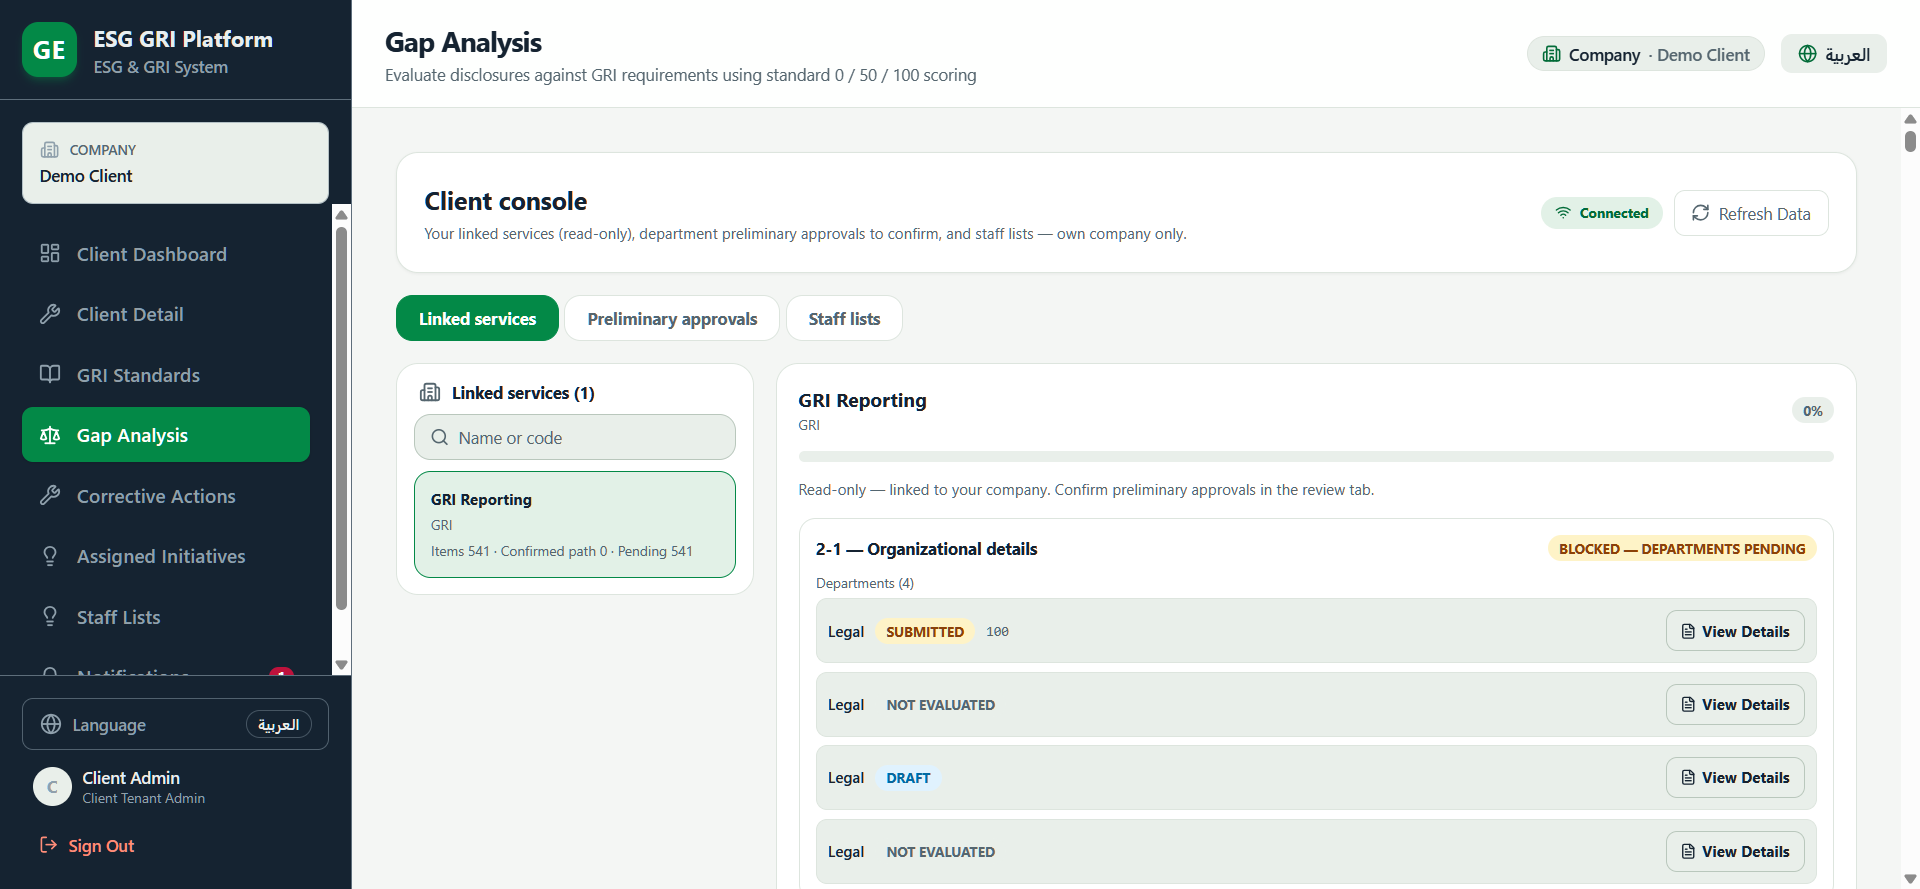 GE
ESG GRI Platform
ESG & GRI System
COMPANY
Demo Client
Client Dashboard
Client Detail
GRI Standards
Gap Analysis
Corrective Actions
Assigned Initiatives
Staff Lists
Language
العربية
C
Client Admin
Client Tenant Admin
Sign Out
Gap Analysis
Evaluate disclosures against GRI requirements using standard 0 / 50 / 100 scoring
Company · Demo Client
العربية
Client console
Your linked services (read-only), department preliminary approvals to confirm, and staff lists — own company only.
Connected
Refresh Data
Linked services
Preliminary approvals
Staff lists
Linked services (1)
Name or code
GRI Reporting
GRI
Items 541 · Confirmed path 0 · Pending 541
GRI Reporting
GRI
0%
Read-only — linked to your company. Confirm preliminary approvals in the review tab.
2-1 — Organizational details
BLOCKED — DEPARTMENTS PENDING
Departments (4)
Legal SUBMITTED 100 View Details
Legal NOT EVALUATED View Details
Legal DRAFT View Details
Legal NOT EVALUATED View Details